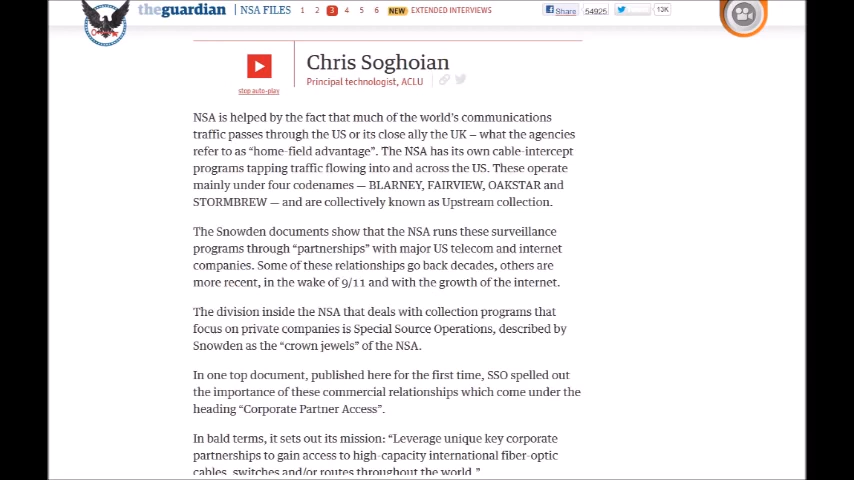 theguardian | NSA FILES 1 2 3 4 5 6 NEW EXTENDED INTERVIEWS Share 54925 13K
Chris Soghoian
Principal technologist, ACLU
stop auto-play
NSA is helped by the fact that much of the world's communications
traffic passes through the US or its close ally the UK — what the agencies
refer to as “home-field advantage”. The NSA has its own cable-intercept
programs tapping traffic flowing into and across the US. These operate
mainly under four codenames — BLARNEY, FAIRVIEW, OAKSTAR and
STORMBREW — and are collectively known as Upstream collection.
The Snowden documents show that the NSA runs these surveillance
programs through “partnerships” with major US telecom and internet
companies. Some of these relationships go back decades, others are
more recent, in the wake of 9/11 and with the growth of the internet.
The division inside the NSA that deals with collection programs that
focus on private companies is Special Source Operations, described by
Snowden as the “crown jewels” of the NSA.
In one top document, published here for the first time, SSO spelled out
the importance of these commercial relationships which come under the
heading “Corporate Partner Access”.
In bald terms, it sets out its mission: “Leverage unique key corporate
partnerships to gain access to high-capacity international fiber-optic
cables, switches and/or routes throughout the world.”